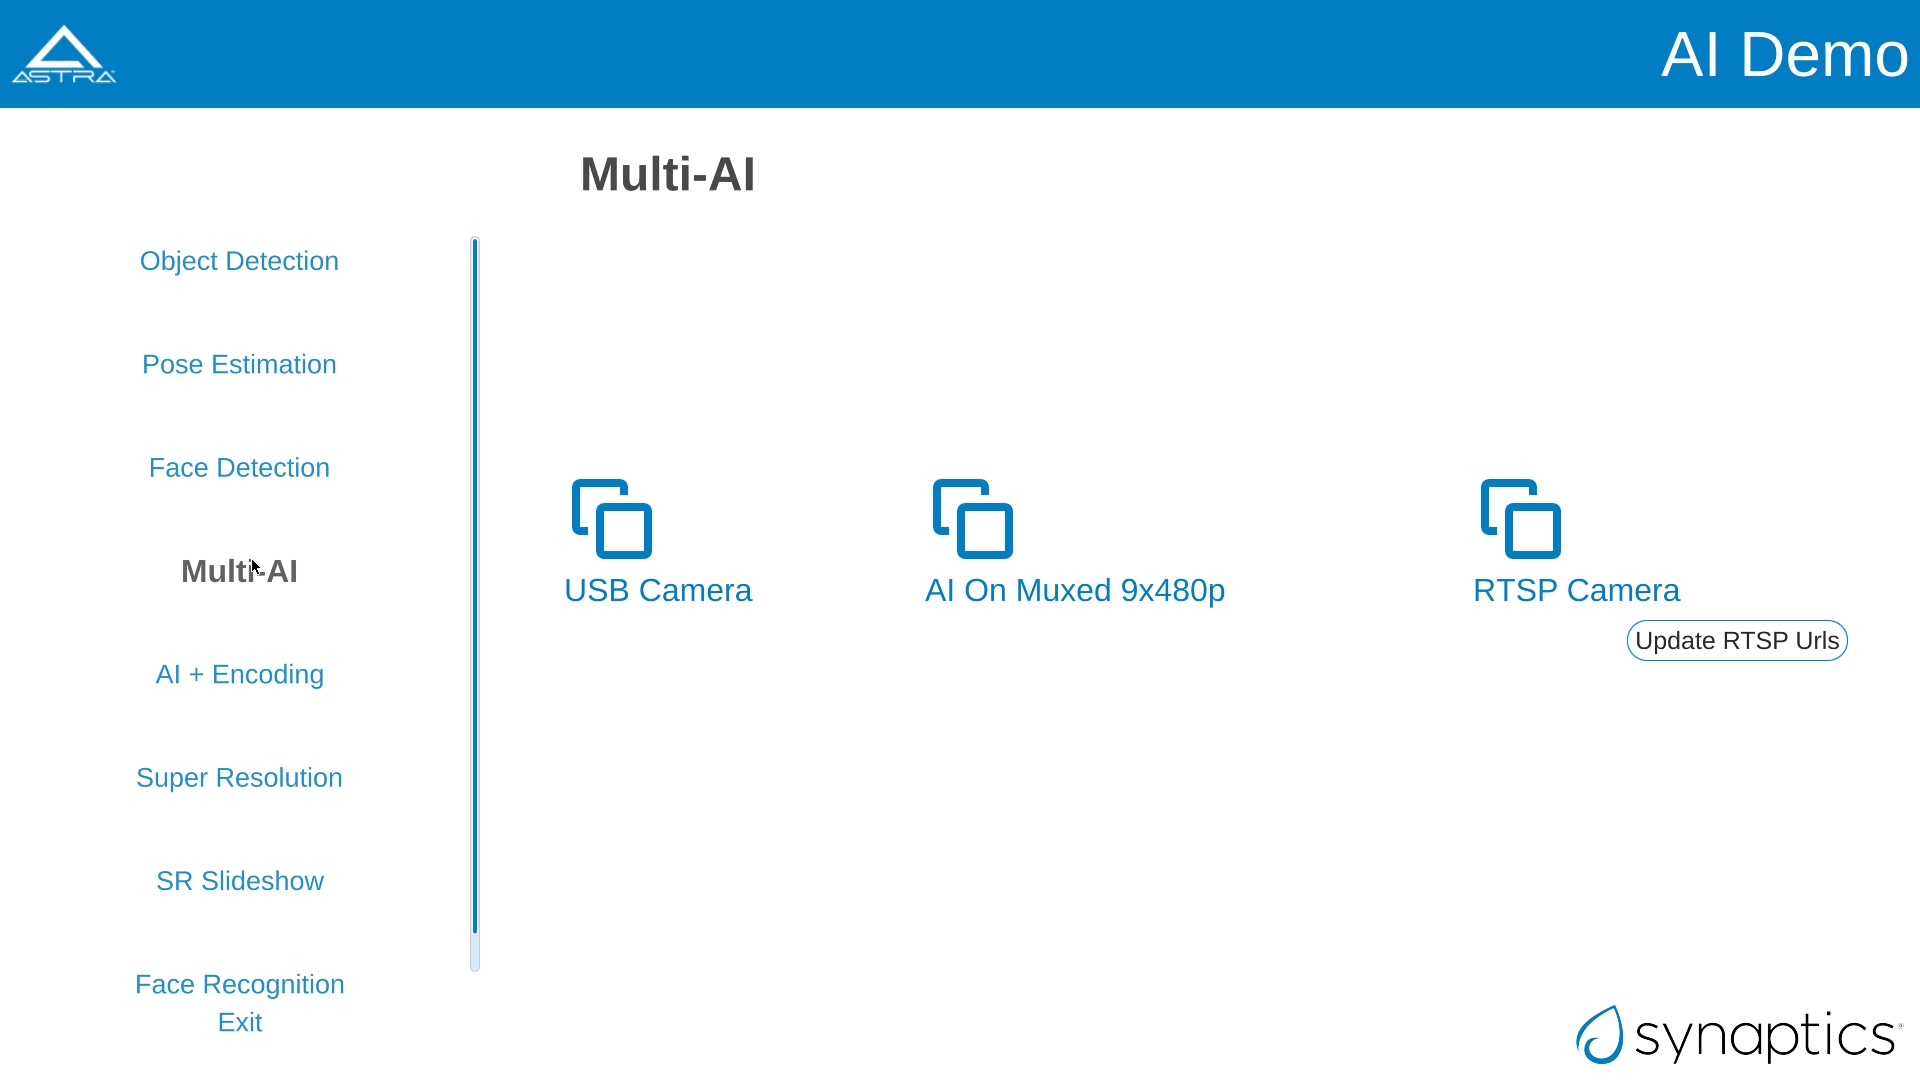 ASTRA
AI Demo
Multi-AI
Object Detection
Pose Estimation
Face Detection
Multi-AI
AI + Encoding
Super Resolution
SR Slideshow
Face Recognition
Exit
USB Camera
AI On Muxed 9x480p
RTSP Camera
Update RTSP Urls
synaptics